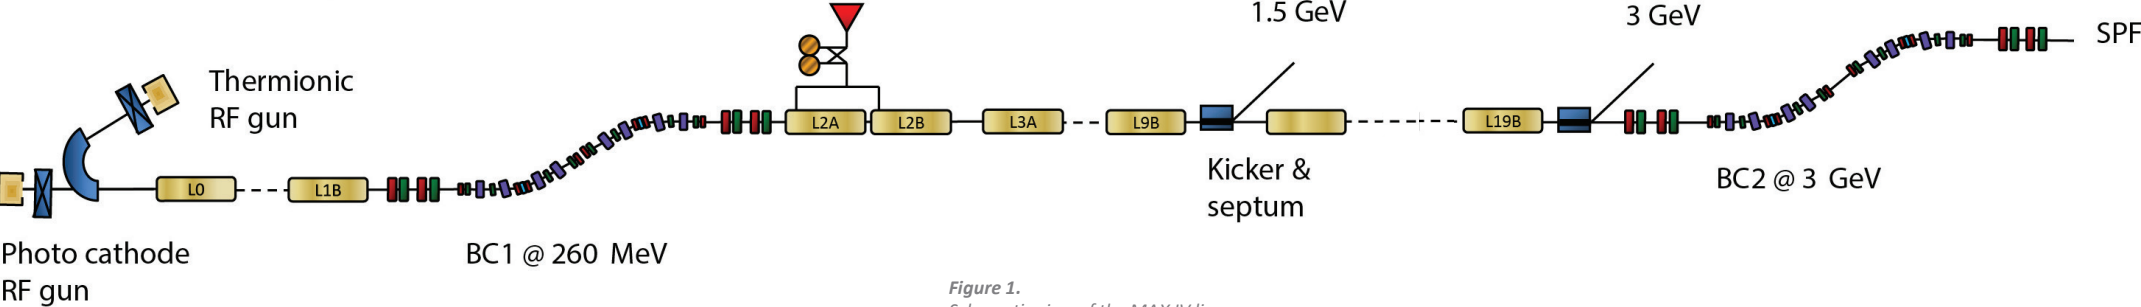 1.5 GeV
3 GeV
SPF
Thermionic
RF gun
L2A
L2B
L3A
L9B
L19B
L0
L1B
Kicker &
septum
BC2 @ 3 GeV
Photo cathode
RF gun
BC1 @ 260 MeV
Figure 1.